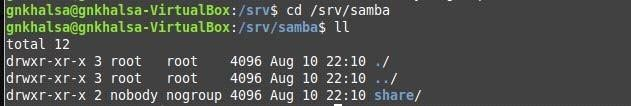 gnkhalsa@gnkhalsa-VirtualBox:/srv$ cd /srv/samba
gnkhalsa@gnkhalsa-VirtualBox:/srv/samba$ ll
total 12
drwxr-xr-x 3 root   root    4096 Aug 10 22:10 ./
drwxr-xr-x 3 root   root    4096 Aug 10 22:10 ../
drwxr-xr-x 2 nobody nogroup 4096 Aug 10 22:10 share/